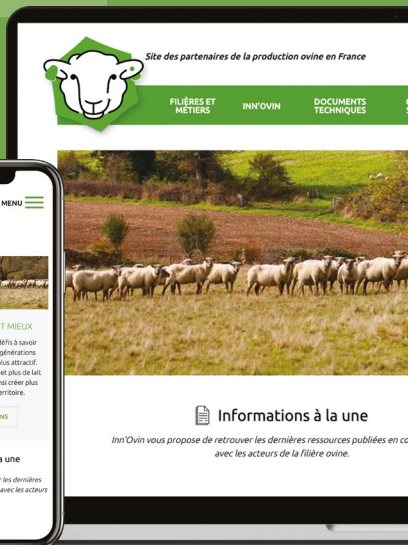 Site des partenaires de la production ovine en France
FILIÈRES ET
MÉTIERS
INN'OVIN
DOCUMENTS
TECHNIQUES
MENU
T MIEUX
éfis à savoir
générations
plus attractif.
et plus de lait
nsi créer plus
erritoire.
NS
a une
r les dernières
avec les acteurs
Informations à la une
Inn'Ovin vous propose de retrouver les dernières ressources publiées en co
avec les acteurs de la filière ovine.